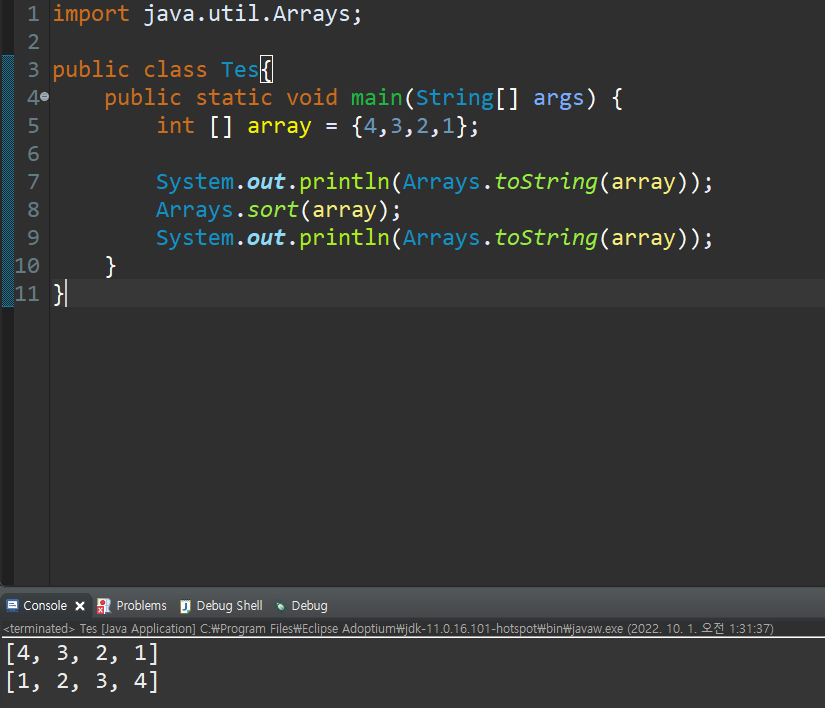 1 import java.util.Arrays;
2
3 public class Tes{
4 public static void main(String[] args) {
5 int [] array = {4,3,2,1};
6
7 System.out.println(Arrays.toString(array));
8 Arrays.sort(array);
9 System.out.println(Arrays.toString(array));
10 }
11 }
Console Problems Debug Shell Debug
<terminated> Tes [Java Application] C:₩Program Files₩Eclipse Adoptium₩jdk-11.0.16.101-hotspot₩bin₩javaw.exe (2022. 10. 1. 오전 1:31:37)
[4, 3, 2, 1]
[1, 2, 3, 4]